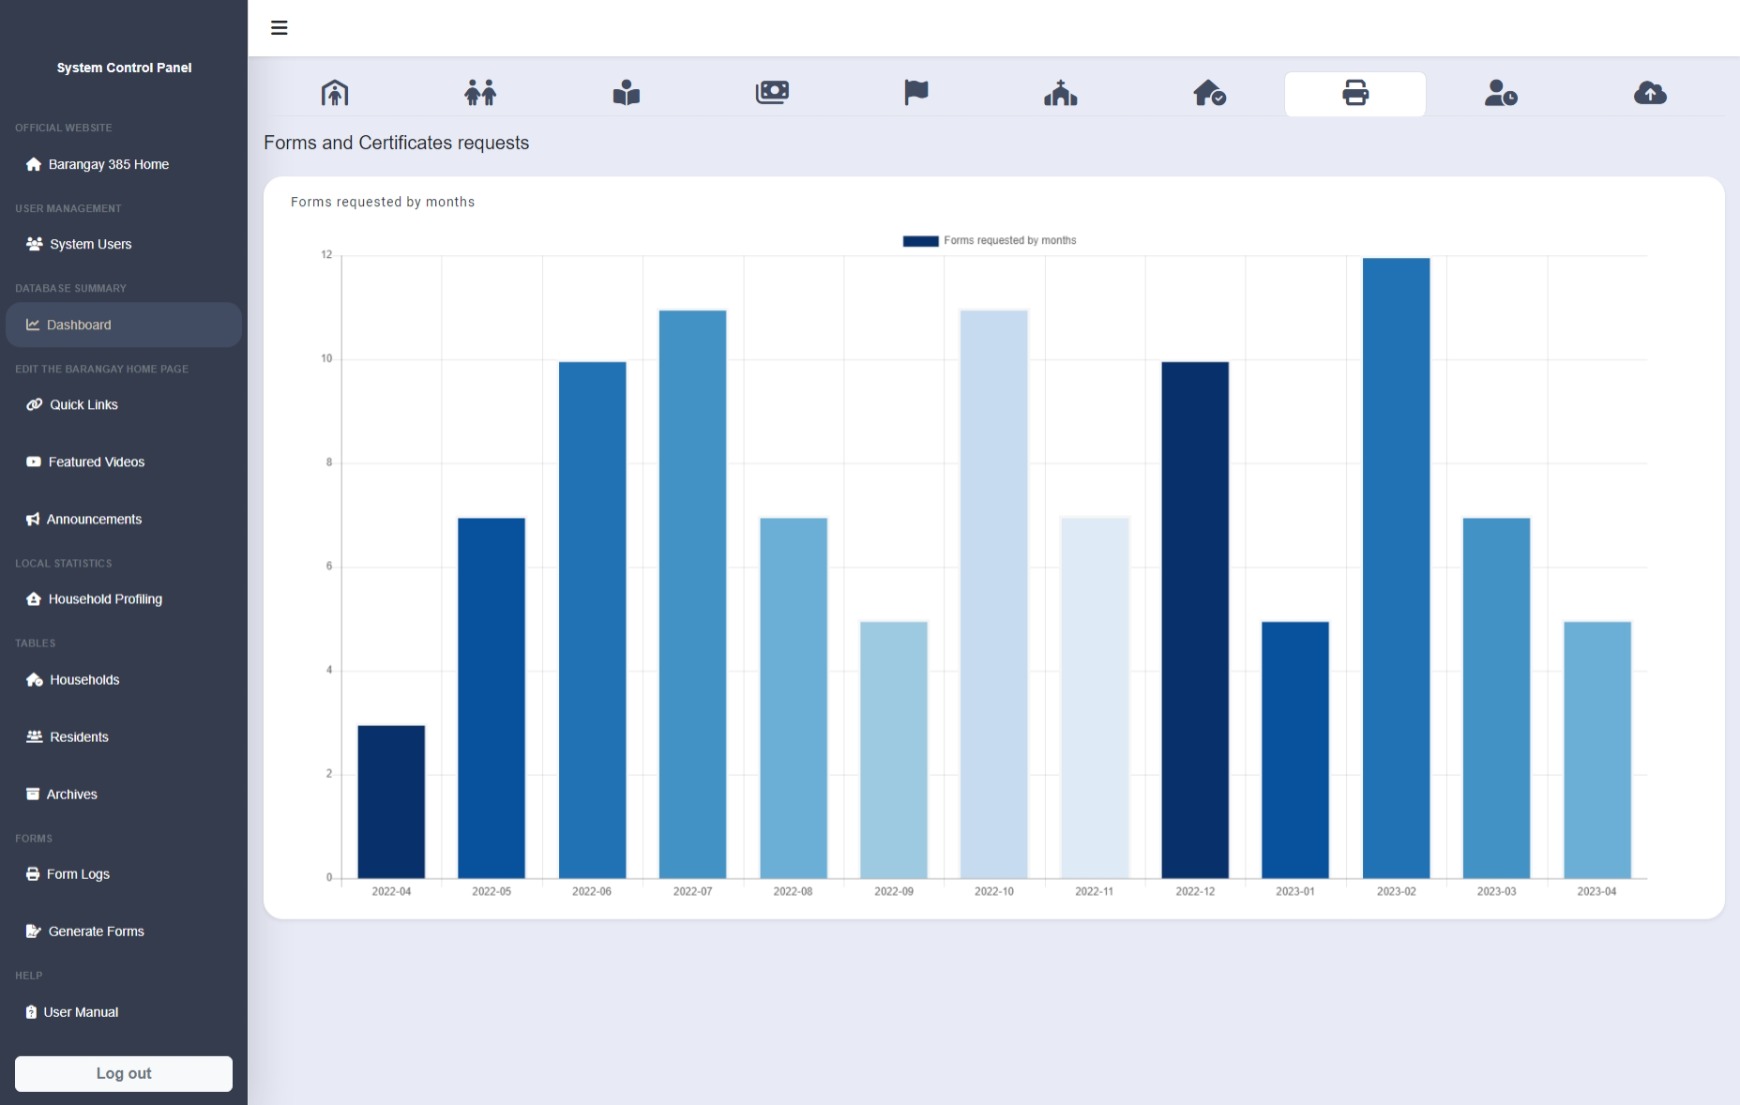 System Control Panel
OFFICIAL WEBSITE
Barangay 385 Home
USER MANAGEMENT
System Users
DATABASE SUMMARY
Dashboard
EDIT THE BARANGAY HOME PAGE
Quick Links
Featured Videos
Announcements
LOCAL STATISTICS
Household Profiling
TABLES
Households
Residents
Archives
FORMS
Form Logs
Generate Forms
HELP
User Manual
Log out
Forms and Certificates requests
Forms requested by months
Forms requested by months
12
10
8
6
4
2
0
2022-04 2022-05 2022-06 2022-07 2022-08 2022-09 2022-10 2022-11 2022-12 2023-01 2023-02 2023-03 2023-04